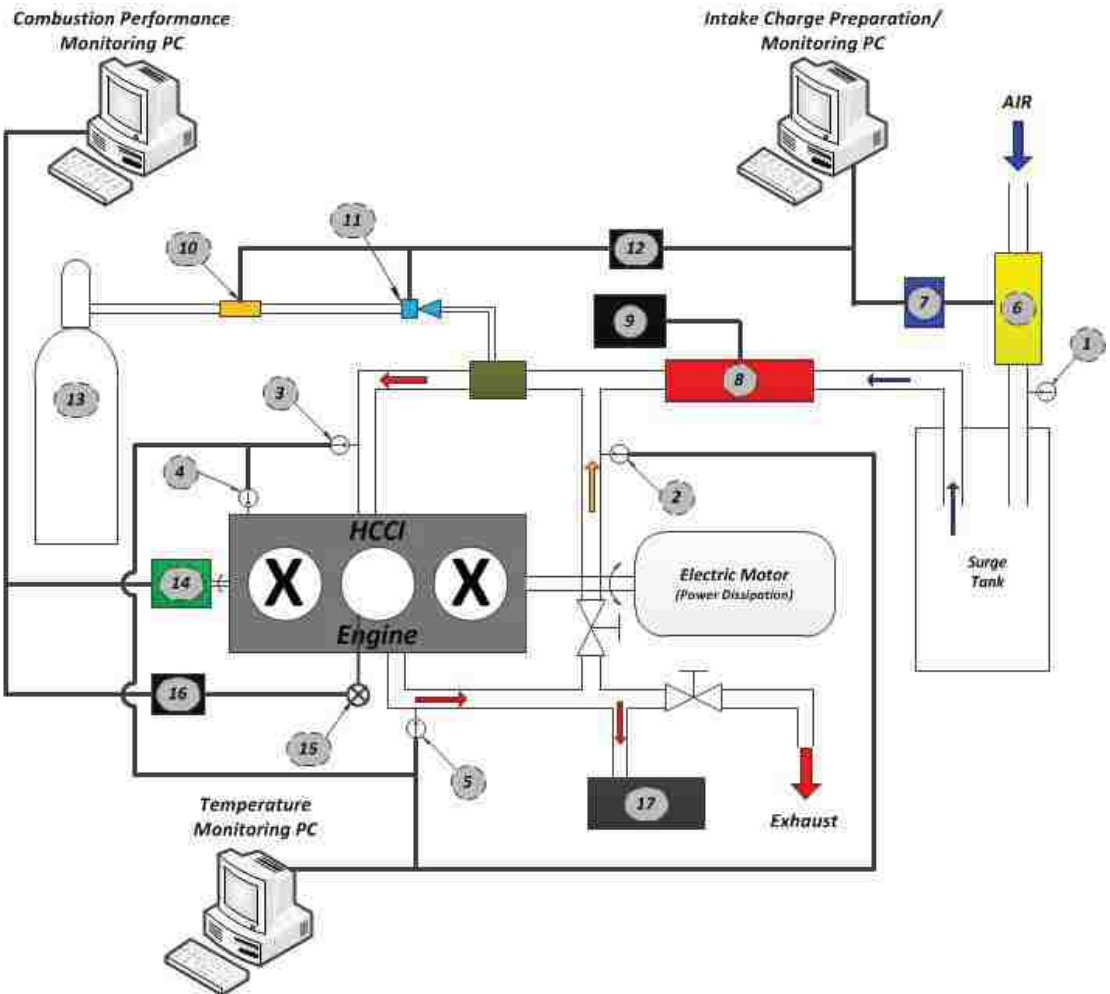 Combustion Performance
Monitoring PC
Intake Charge Preparation/
Monitoring PC
AIR
11
10
12
7
6
1
9
8
13
3
4
2
HCCI
X
X
Electric Motor
(Power Dissipation)
Surge
Tank
14
Engine
16
15
5
17
Temperature
Monitoring PC
Exhaust